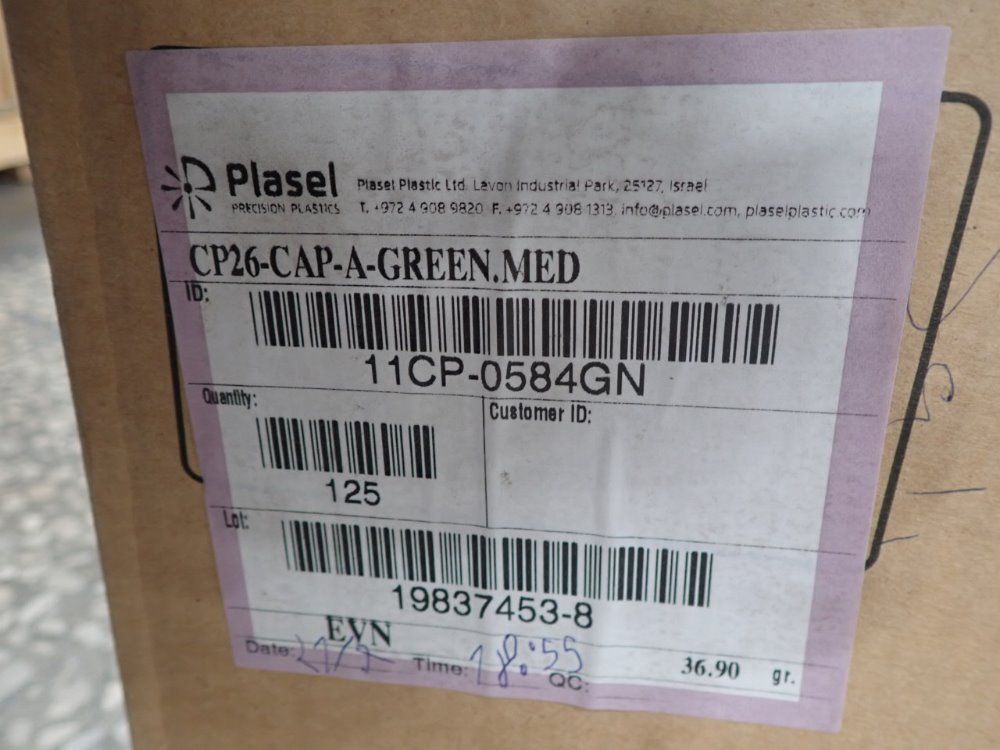 Plasel
PRECISION PLASTICS
Plasel Plastic Ltd. Lavon Industrial Park, 25127, Israel
T. +972 4 908 9820 F. +972 4 908 1313, info@plasel.com, plaselplastic.com
CP26-CAP-A-GREEN.MED
ID:
11CP-0584GN
Quantity:
125
Customer ID:
Lot:
19837453-8
EVN
Date:
Time: 18:55
QC:
36.90 gr.